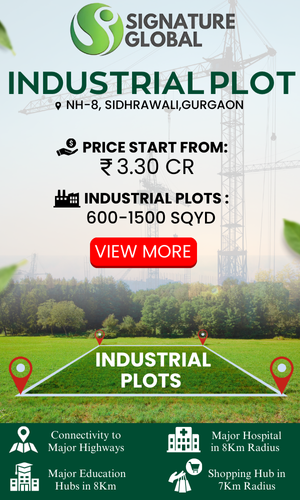 SIGNATURE
GLOBAL
INDUSTRIAL PLOT
NH-8, SIDHRAWALI,GURGAON
PRICE START FROM:
₹ 3.30 CR
INDUSTRIAL PLOTS :
600-1500 SQYD
VIEW MORE
INDUSTRIAL
PLOTS
Connectivity to
Major Highways
Major Hospital
in 8Km Radius
Major Education
Hubs in 8Km
Shopping Hub in
7Km Radius